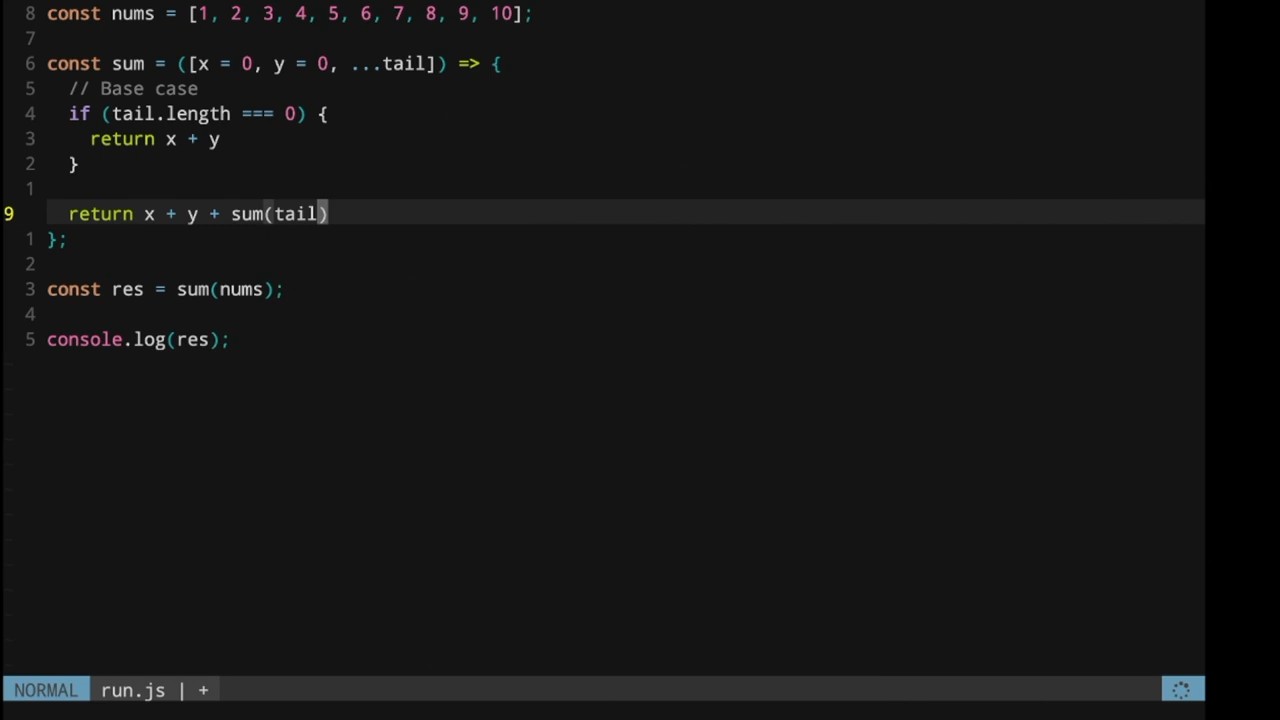 8 const nums = [1, 2, 3, 4, 5, 6, 7, 8, 9, 10];
7
6 const sum = ([x = 0, y = 0, ...tail]) => {
5   // Base case
4   if (tail.length === 0) {
3     return x + y
2   }
1
9   return x + y + sum(tail)
1 };
2
3 const res = sum(nums);
4
5 console.log(res);
NORMAL run.js | +